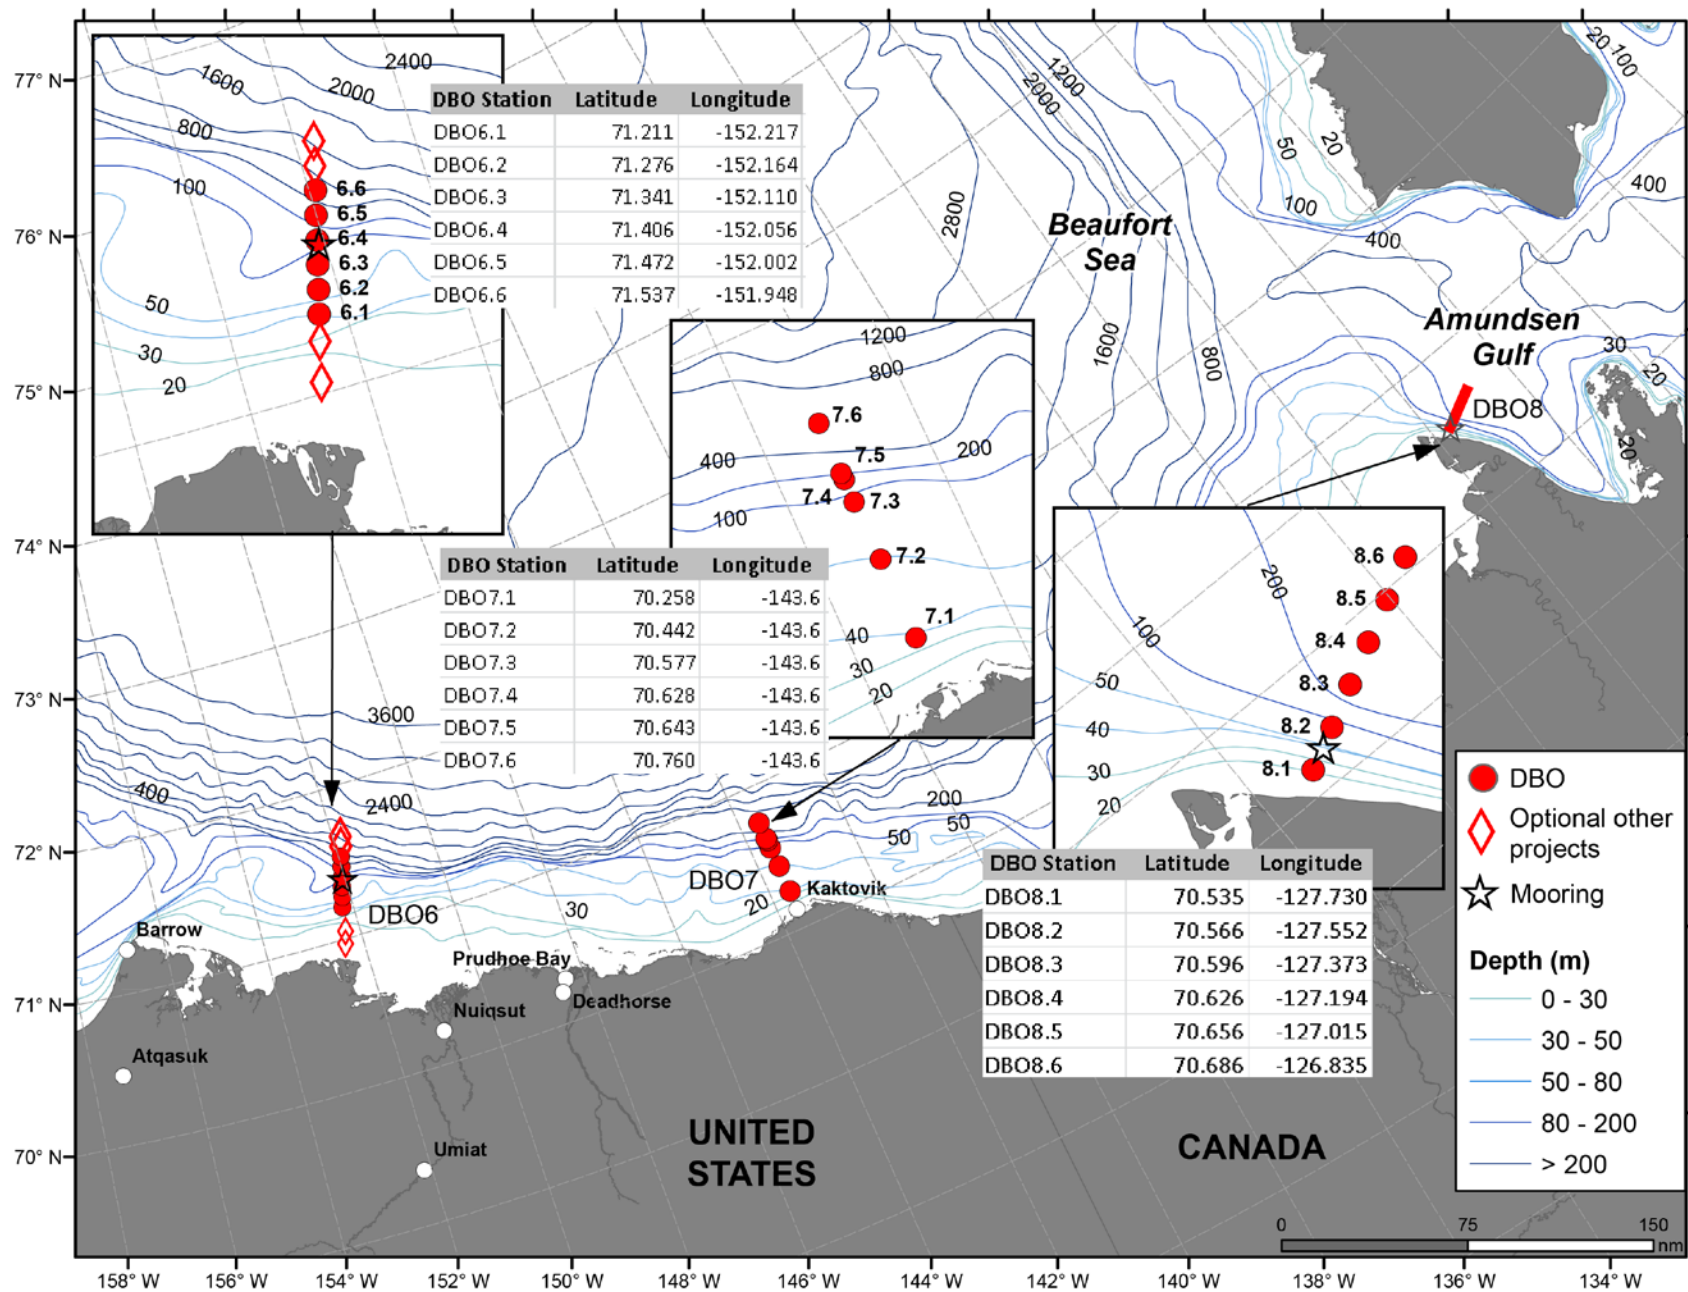 77° N
76° N
75° N
74° N
73° N
72° N
71° N
70° N
2400
1600
2000
800
100
50
30
20
6.6
6.5
6.4
6.3
6.2
6.1
DBO Station Latitude Longitude
DBO6.1 71.211 -152.217
DBO6.2 71.276 -152.164
DBO6.3 71.341 -152.110
DBO6.4 71.406 -152.056
DBO6.5 71.472 -152.002
DBO6.6 71.537 -151.948
1200
2000
2800
1600
800
Beaufort
Sea
50
20
100
400
400
20
100
Amundsen
Gulf
30
20
20
DBO8
1200
800
400
200
100
40
30
20
7.6
7.5
7.4
7.3
7.2
7.1
DBO Station Latitude Longitude
DBO7.1 70.258 -143.6
DBO7.2 70.442 -143.6
DBO7.3 70.577 -143.6
DBO7.4 70.628 -143.6
DBO7.5 70.643 -143.6
DBO7.6 70.760 -143.6
200
100
50
40
30
20
8.6
8.5
8.4
8.3
8.2
8.1
DBO Station Latitude Longitude
DBO8.1 70.535 -127.730
DBO8.2 70.566 -127.552
DBO8.3 70.596 -127.373
DBO8.4 70.626 -127.194
DBO8.5 70.656 -127.015
DBO8.6 70.686 -126.835
3600
400
2400
200
50
50
30
20
DBO6
DBO7
Kaktovik
Barrow
Prudhoe Bay
Deadhorse
Nuiqsut
Atqasuk
Umiat
UNITED
STATES
CANADA
DBO
Optional other
projects
Mooring
Depth (m)
0 - 30
30 - 50
50 - 80
80 - 200
> 200
0 75 150
nm
158° W 156° W 154° W 152° W 150° W 148° W 146° W 144° W 142° W 140° W 138° W 136° W 134° W